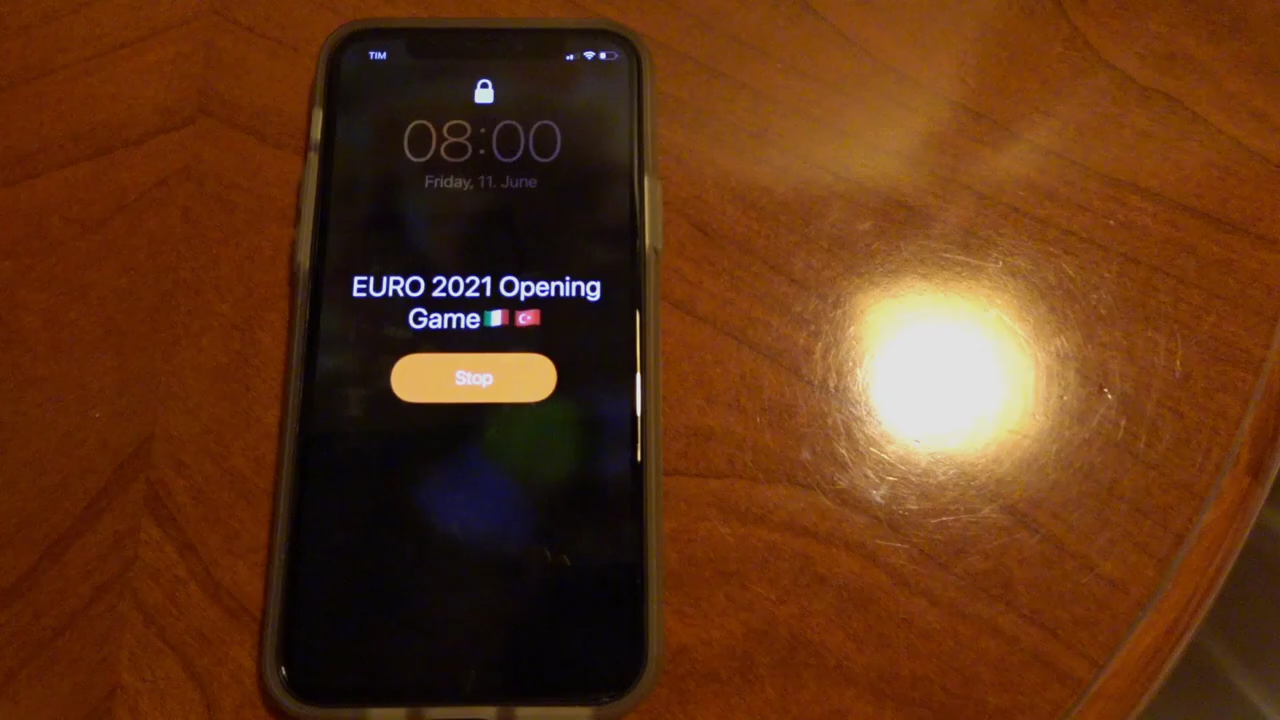 TIM
08:00
Friday, 11. June
EURO 2021 Opening
Game🇮🇹 🇹🇷
Stop